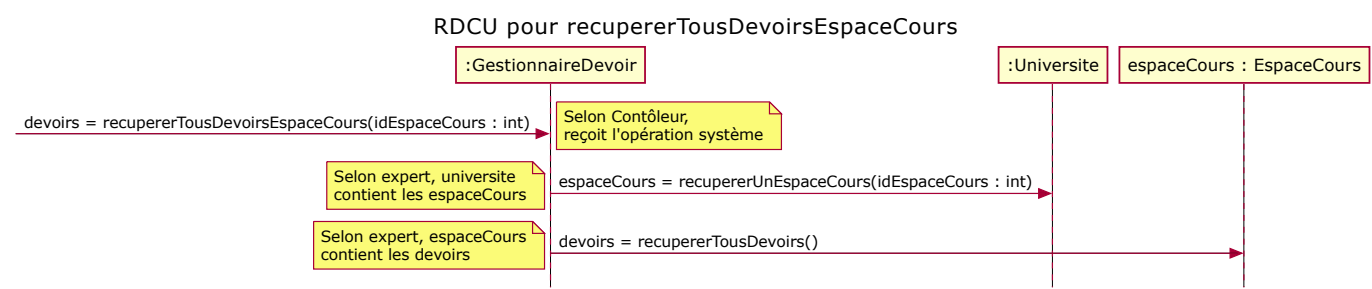 RDCU pour recupererTousDevoirsEspaceCours
:GestionnaireDevoir
:Universite
espaceCours : EspaceCours
devoirs = recupererTousDevoirsEspaceCours(idEspaceCours : int)
Selon Contôleur,
reçoit l'opération système
Selon expert, universite
contient les espaceCours
espaceCours = recupererUnEspaceCours(idEspaceCours : int)
Selon expert, espaceCours
contient les devoirs
devoirs = recupererTousDevoirs()